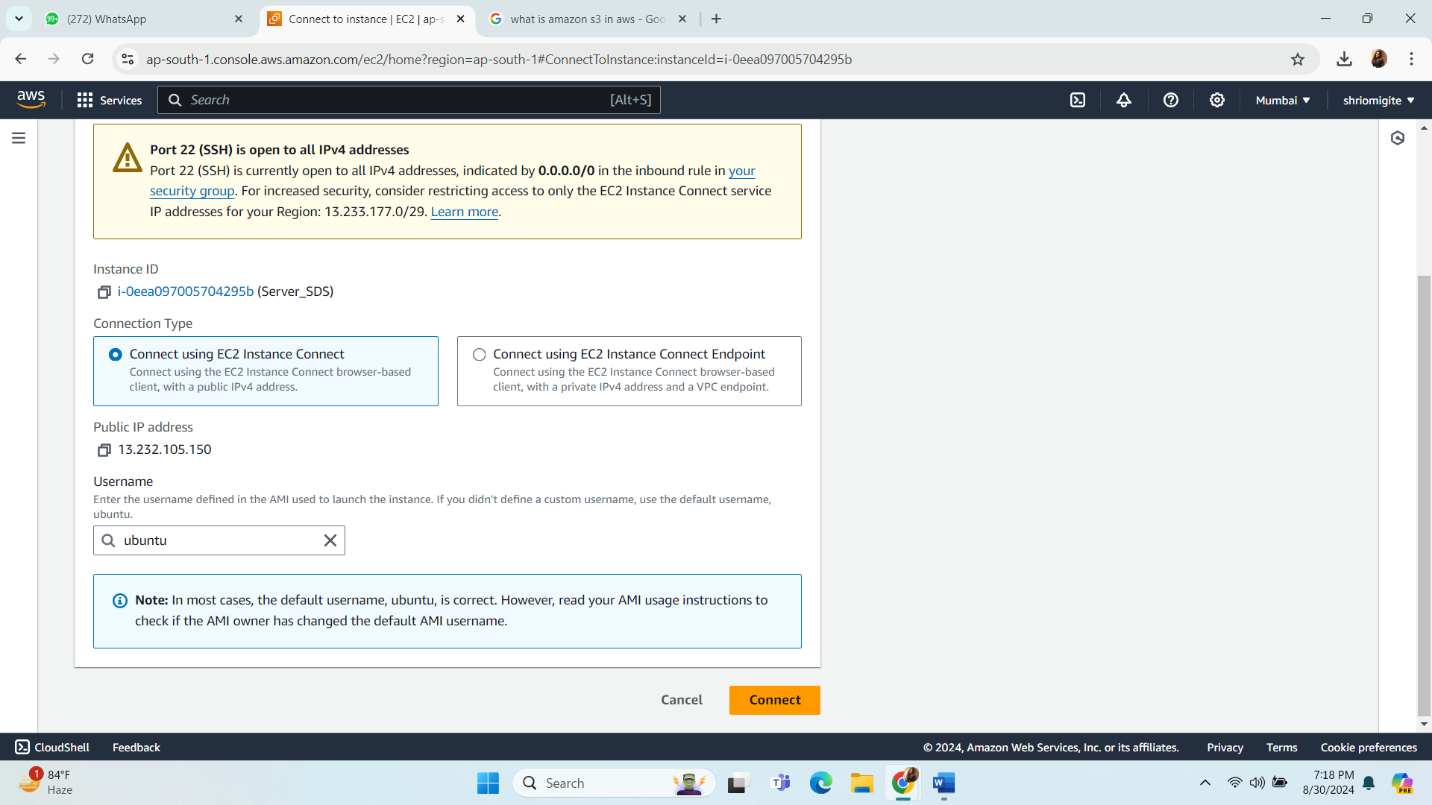 (272) WhatsApp
Connect to instance | EC2 | ap-s
what is amazon s3 in aws - Goo
ap-south-1.console.aws.amazon.com/ec2/home?region=ap-south-1#ConnectToInstance:instanceId=i-0eea097005704295b
aws
Services
Search
[Alt+S]
Mumbai
shriomigite
Port 22 (SSH) is open to all IPv4 addresses
Port 22 (SSH) is currently open to all IPv4 addresses, indicated by 0.0.0.0/0 in the inbound rule in your
security group. For increased security, consider restricting access to only the EC2 Instance Connect service
IP addresses for your Region: 13.233.177.0/29. Learn more.
Instance ID
i-0eea097005704295b (Server_SDS)
Connection Type
Connect using EC2 Instance Connect
Connect using the EC2 Instance Connect browser-based
client, with a public IPv4 address.
Connect using EC2 Instance Connect Endpoint
Connect using the EC2 Instance Connect browser-based
client, with a private IPv4 address and a VPC endpoint.
Public IP address
13.232.105.150
Username
Enter the username defined in the AMI used to launch the instance. If you didn't define a custom username, use the default username,
ubuntu.
ubuntu
Note: In most cases, the default username, ubuntu, is correct. However, read your AMI usage instructions to
check if the AMI owner has changed the default AMI username.
Cancel
Connect
CloudShell
Feedback
© 2024, Amazon Web Services, Inc. or its affiliates.
Privacy
Terms
Cookie preferences
1
84°F
Haze
Search
7:18 PM
8/30/2024
PRE